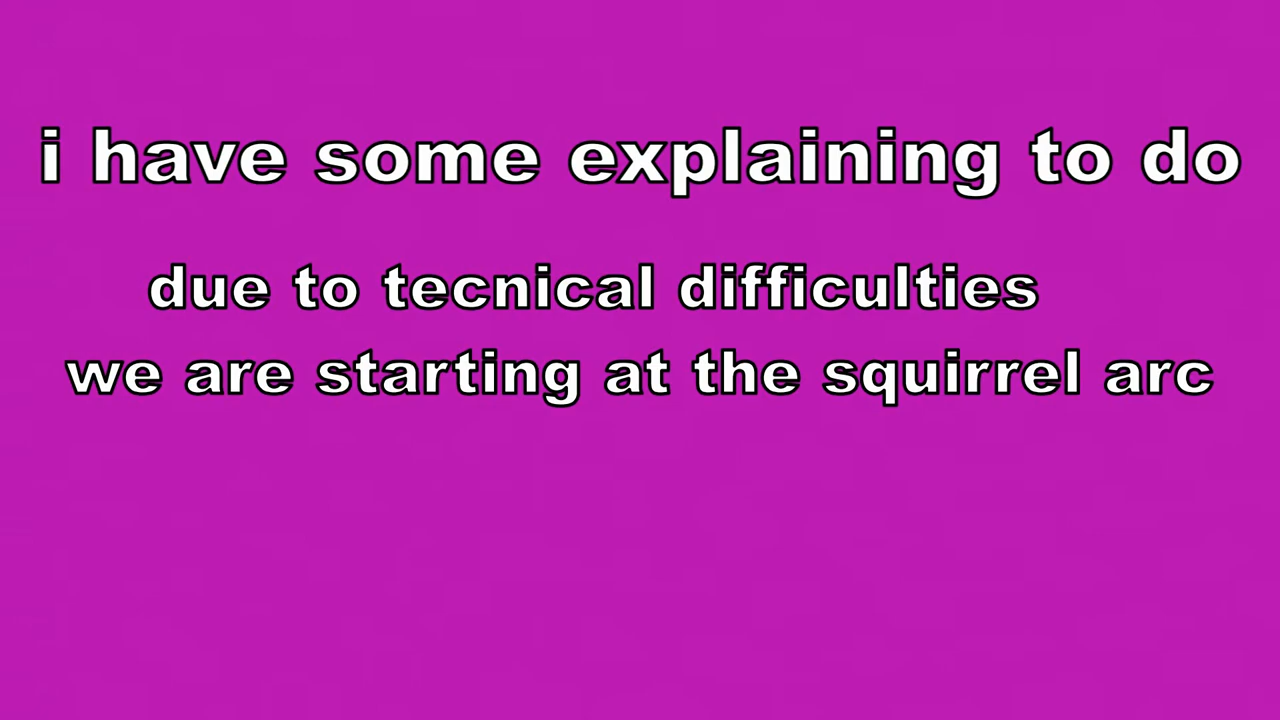 i have some explaining to do
due to tecnical difficulties
we are starting at the squirrel arc